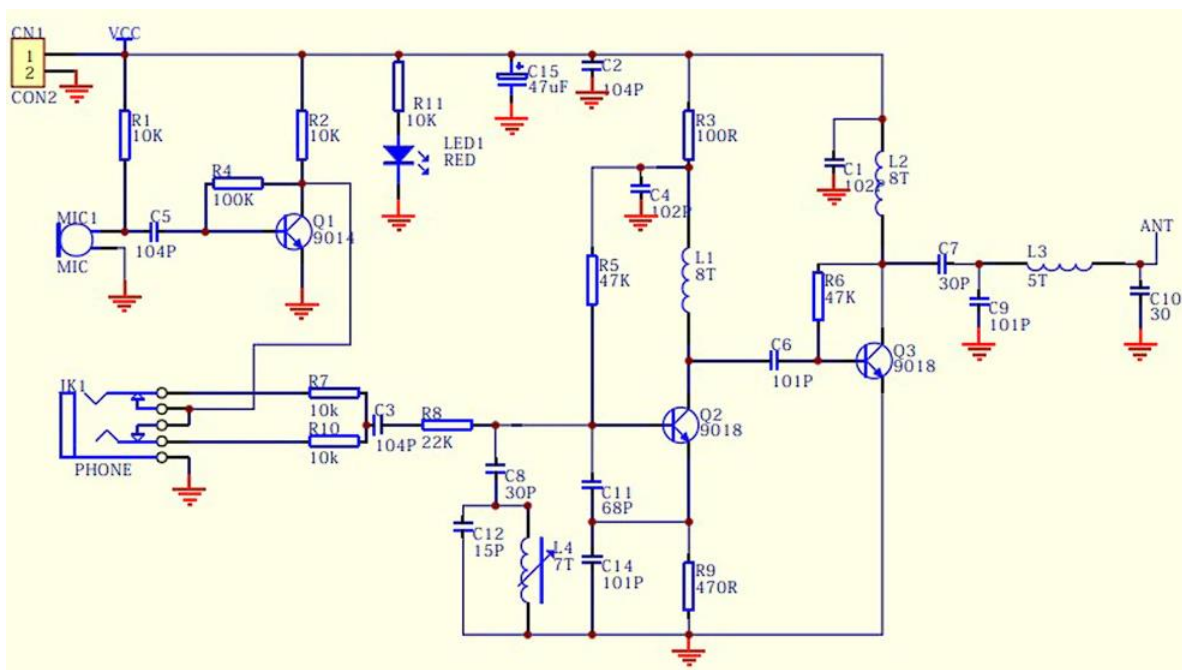 CN1
1
2
CON2
VCC
R1
10K
R2
10K
R4
100K
C5
104P
MIC1
MIC
Q1
9014
R11
10K
LED1
RED
C15
47uF
C2
104P
R3
100R
C4
102P
L1
8T
R5
47K
C1
102P
L2
8T
R6
47K
C7
30P
L3
5T
ANT
C9
101P
C10
30
C6
101P
Q3
9018
JK1
PHONE
R7
10k
R10
10k
C3
104P
R8
22K
Q2
9018
C8
30P
C11
68P
C12
15P
L4
7T
C14
101P
R9
470R